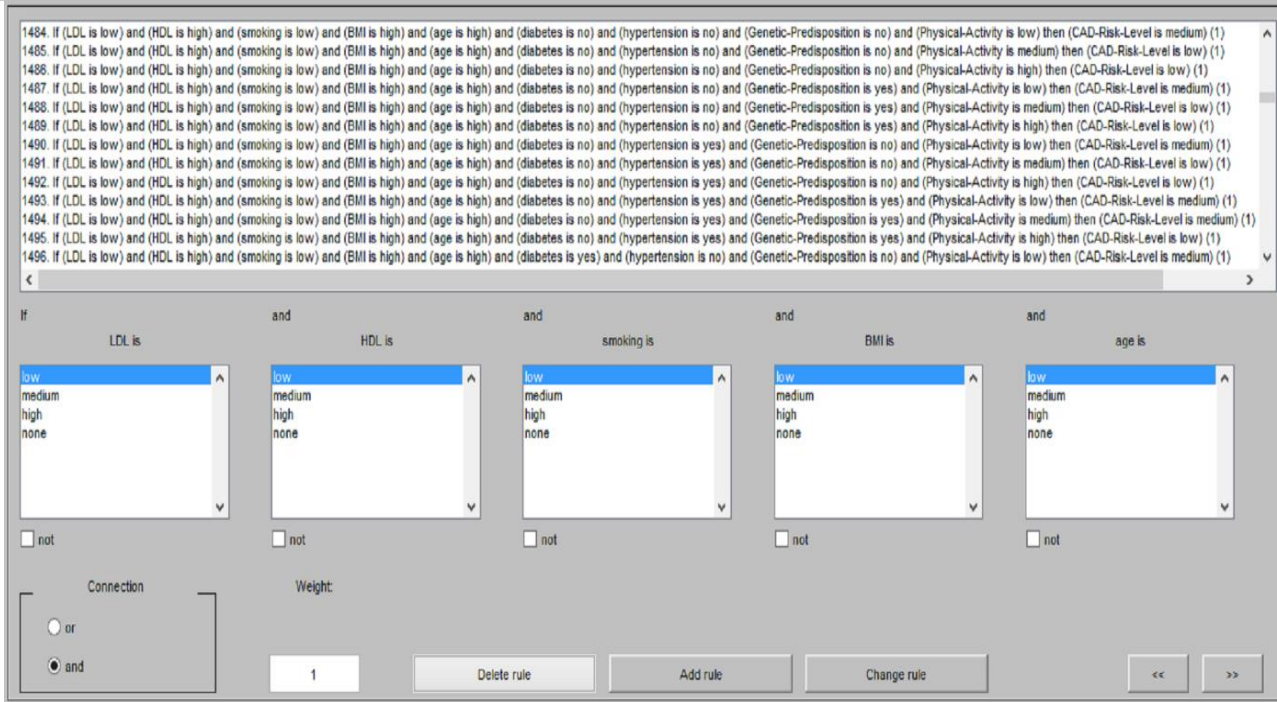 1484. If (LDL is low) and (HDL is high) and (smoking is low) and (BMI is high) and (age is high) and (diabetes is no) and (hypertension is no) and (Genetic-Predisposition is no) and (Physical-Activity is low) then (CAD-Risk-Level is medium) (1)
1485. If (LDL is low) and (HDL is high) and (smoking is low) and (BMI is high) and (age is high) and (diabetes is no) and (hypertension is no) and (Genetic-Predisposition is no) and (Physical-Activity is medium) then (CAD-Risk-Level is low) (1)
1486. If (LDL is low) and (HDL is high) and (smoking is low) and (BMI is high) and (age is high) and (diabetes is no) and (hypertension is no) and (Genetic-Predisposition is no) and (Physical-Activity is high) then (CAD-Risk-Level is low) (1)
1487. If (LDL is low) and (HDL is high) and (smoking is low) and (BMI is high) and (age is high) and (diabetes is no) and (hypertension is no) and (Genetic-Predisposition is yes) and (Physical-Activity is low) then (CAD-Risk-Level is medium) (1)
1488. If (LDL is low) and (HDL is high) and (smoking is low) and (BMI is high) and (age is high) and (diabetes is no) and (hypertension is no) and (Genetic-Predisposition is yes) and (Physical-Activity is medium) then (CAD-Risk-Level is low) (1)
1489. If (LDL is low) and (HDL is high) and (smoking is low) and (BMI is high) and (age is high) and (diabetes is no) and (hypertension is no) and (Genetic-Predisposition is yes) and (Physical-Activity is high) then (CAD-Risk-Level is low) (1)
1490. If (LDL is low) and (HDL is high) and (smoking is low) and (BMI is high) and (age is high) and (diabetes is no) and (hypertension is yes) and (Genetic-Predisposition is no) and (Physical-Activity is low) then (CAD-Risk-Level is medium) (1)
1491. If (LDL is low) and (HDL is high) and (smoking is low) and (BMI is high) and (age is high) and (diabetes is no) and (hypertension is yes) and (Genetic-Predisposition is no) and (Physical-Activity is medium) then (CAD-Risk-Level is low) (1)
1492. If (LDL is low) and (HDL is high) and (smoking is low) and (BMI is high) and (age is high) and (diabetes is no) and (hypertension is yes) and (Genetic-Predisposition is no) and (Physical-Activity is high) then (CAD-Risk-Level is low) (1)
1493. If (LDL is low) and (HDL is high) and (smoking is low) and (BMI is high) and (age is high) and (diabetes is no) and (hypertension is yes) and (Genetic-Predisposition is yes) and (Physical-Activity is low) then (CAD-Risk-Level is medium) (1)
1494. If (LDL is low) and (HDL is high) and (smoking is low) and (BMI is high) and (age is high) and (diabetes is no) and (hypertension is yes) and (Genetic-Predisposition is yes) and (Physical-Activity is medium) then (CAD-Risk-Level is medium) (1)
1495. If (LDL is low) and (HDL is high) and (smoking is low) and (BMI is high) and (age is high) and (diabetes is no) and (hypertension is yes) and (Genetic-Predisposition is yes) and (Physical-Activity is high) then (CAD-Risk-Level is low) (1)
1496. If (LDL is low) and (HDL is high) and (smoking is low) and (BMI is high) and (age is high) and (diabetes is yes) and (hypertension is no) and (Genetic-Predisposition is no) and (Physical-Activity is low) then (CAD-Risk-Level is medium) (1)
If and and and and
LDL is HDL is smoking is BMI is age is
low low low low low
medium medium medium medium medium
high high high high high
none none none none none
not not not not not
Connection Weight:
or
and 1 Delete rule Add rule Change rule << >>